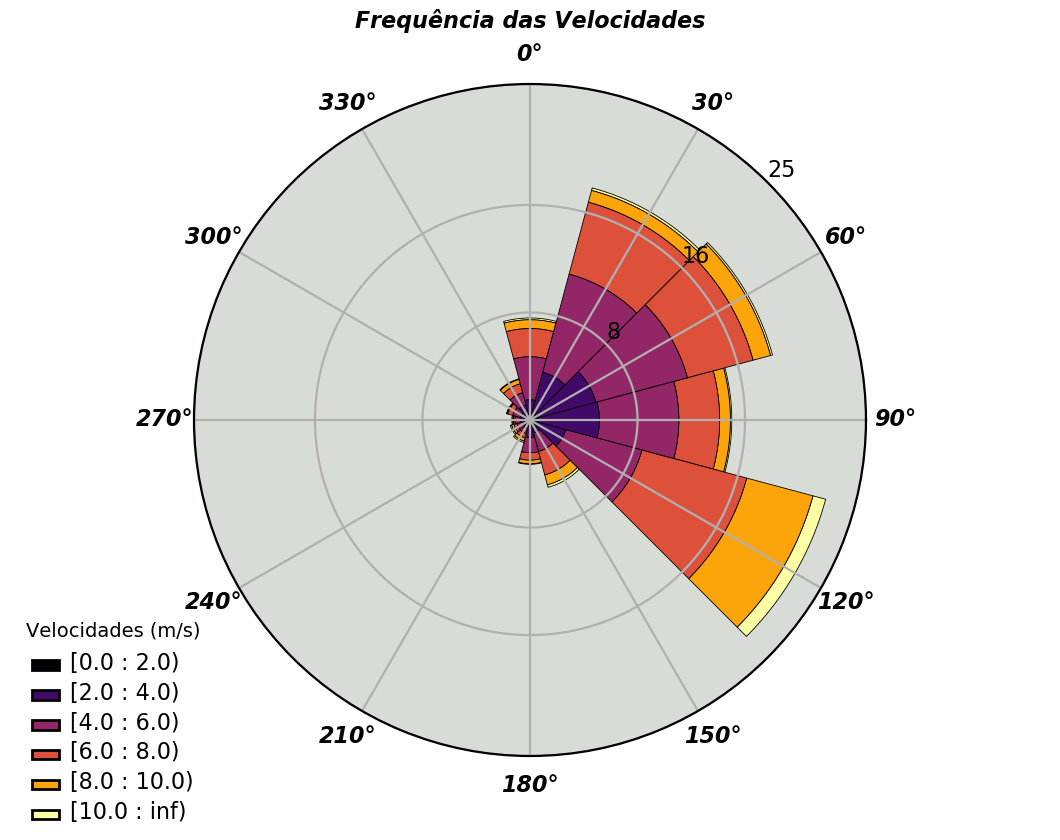 Frequência das Velocidades
0°
330°
30°
25
300°
60°
16
8
270°
90°
240°
120°
210°
150°
180°
Velocidades (m/s)
[0.0 : 2.0)
[2.0 : 4.0)
[4.0 : 6.0)
[6.0 : 8.0)
[8.0 : 10.0)
[10.0 : inf)